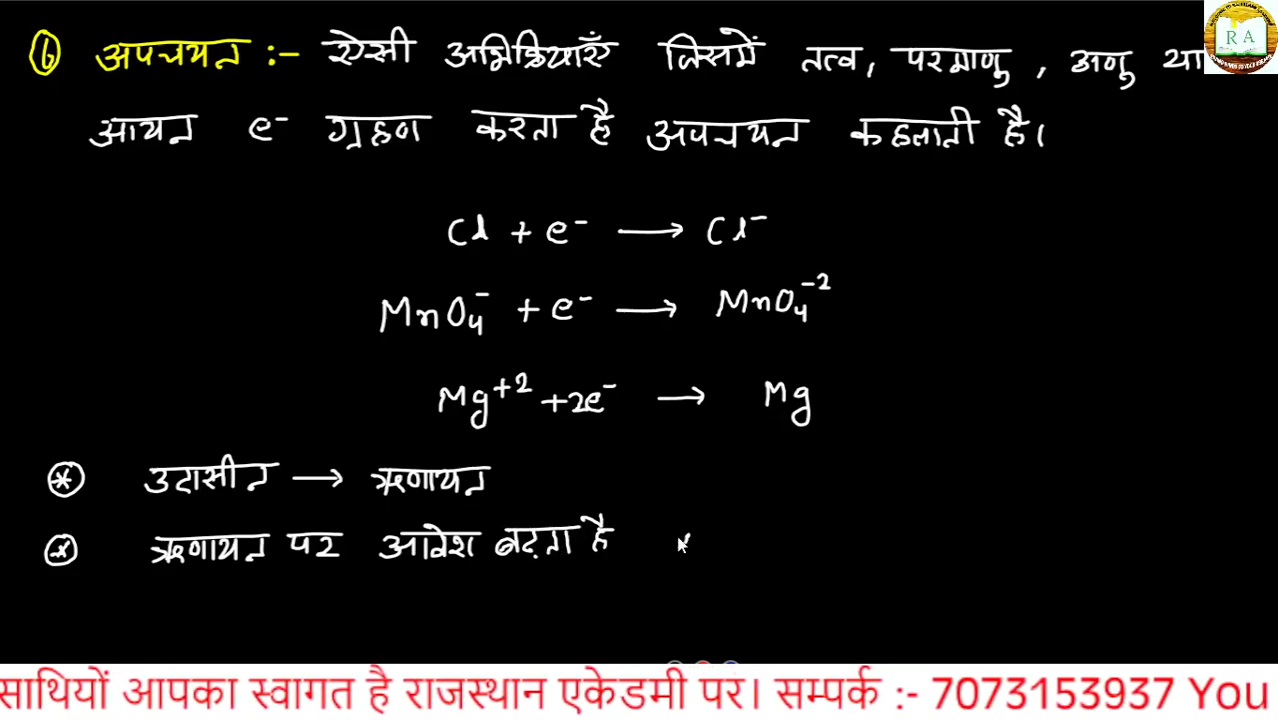 ⑥ अपचयन :- ऐसी अभिक्रियाएँ जिसमें तत्व, परमाणु, अणु या
आयन e⁻ ग्रहण करता है अपचयन कहलाती है।
Cl + e⁻ ⟶ Cl⁻
MnO₄⁻ + e⁻ ⟶ MnO₄⁻²
Mg⁺² + 2e⁻ ⟶ Mg
* उदासीन ⟶ ऋणायन
* ऋणायन पर आवेश बढ़ता है
RA
साथियों आपका स्वागत है राजस्थान एकेडमी पर। सम्पर्क :- 7073153937 You